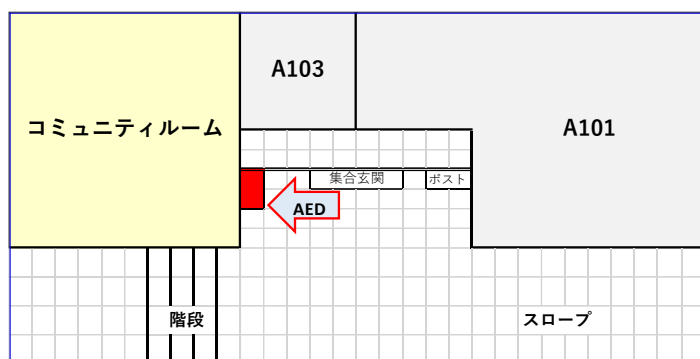 A103
コミュニティルーム
A101
集合玄関
ポスト
AED
階段
スロープ